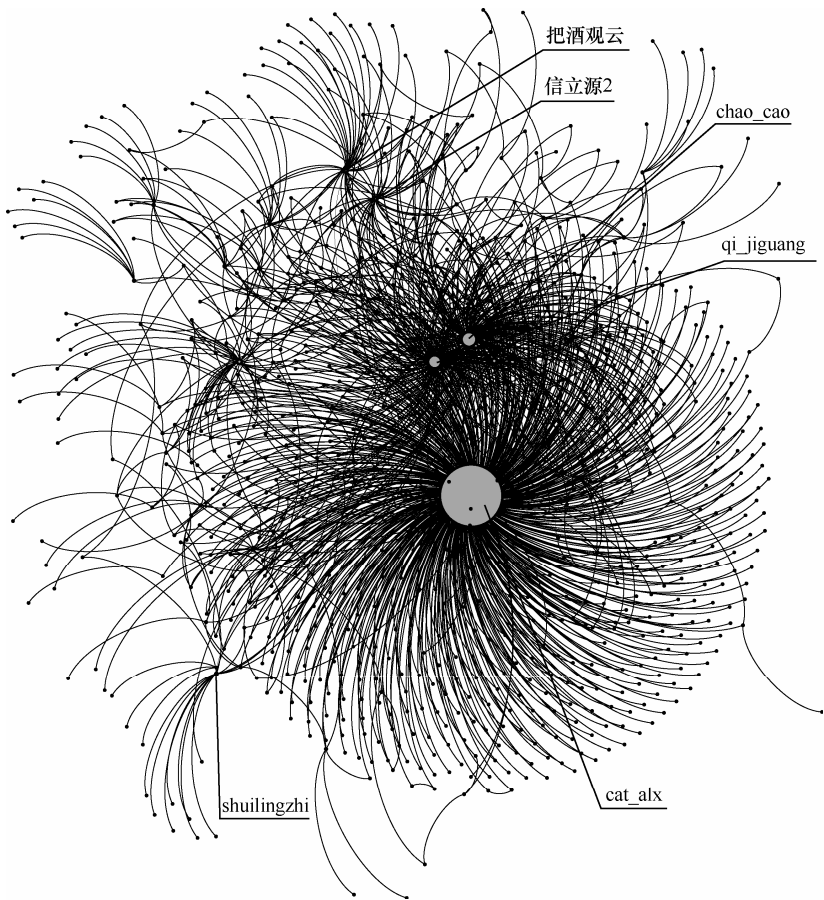 把酒观云
信立源2
chao_cao
qi_jiguang
shuilingzhi
cat_alx